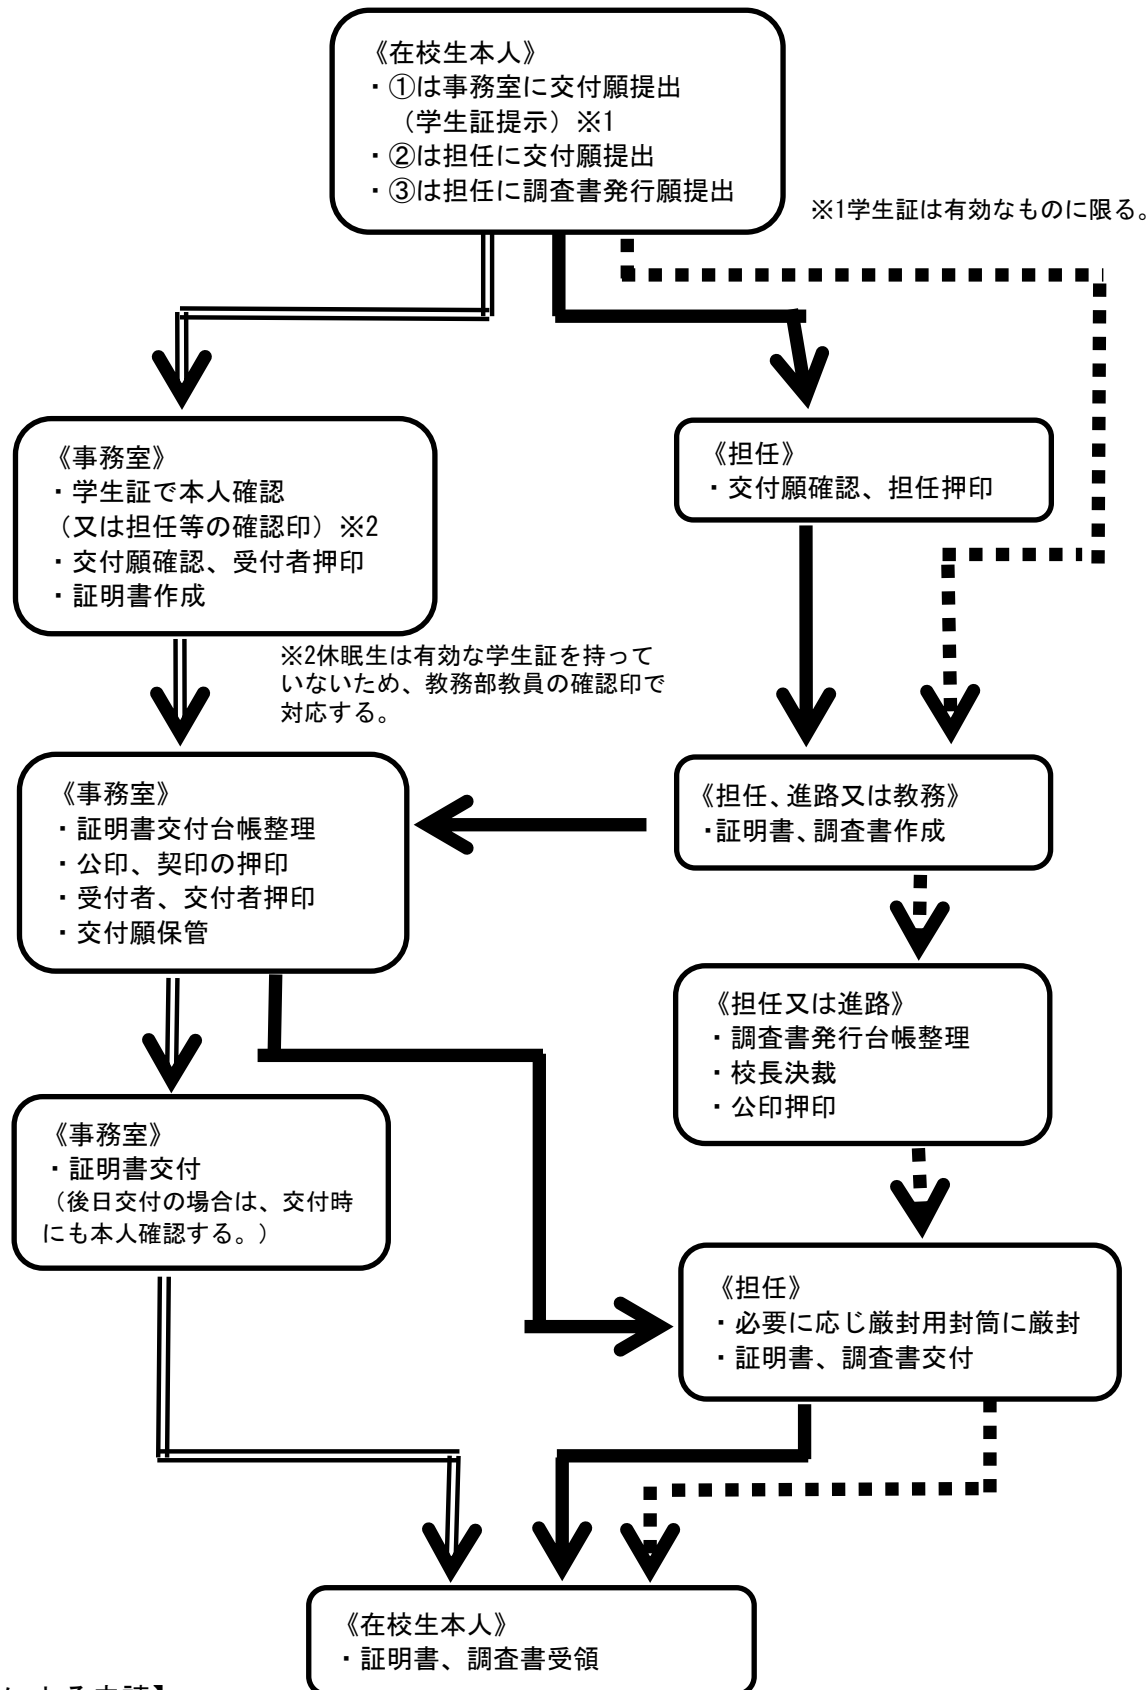 《在校生本人》
・①は事務室に交付願提出
（学生証提示）※1
・②は担任に交付願提出
・③は担任に調査書発行願提出
※1学生証は有効なものに限る。
《事務室》
・学生証で本人確認
（又は担任等の確認印）※2
・交付願確認、受付者押印
・証明書作成
《担任》
・交付願確認、担任押印
※2休眠生は有効な学生証を持って
いないため、教務部教員の確認印で
対応する。
《事務室》
・証明書交付台帳整理
・公印、契印の押印
・受付者、交付者押印
・交付願保管
《担任、進路又は教務》
・証明書、調査書作成
《担任又は進路》
・調査書発行台帳整理
・校長決裁
・公印押印
《事務室》
・証明書交付
（後日交付の場合は、交付時
にも本人確認する。）
《担任》
・必要に応じ厳封用封筒に厳封
・証明書、調査書交付
《在校生本人》
・証明書、調査書受領